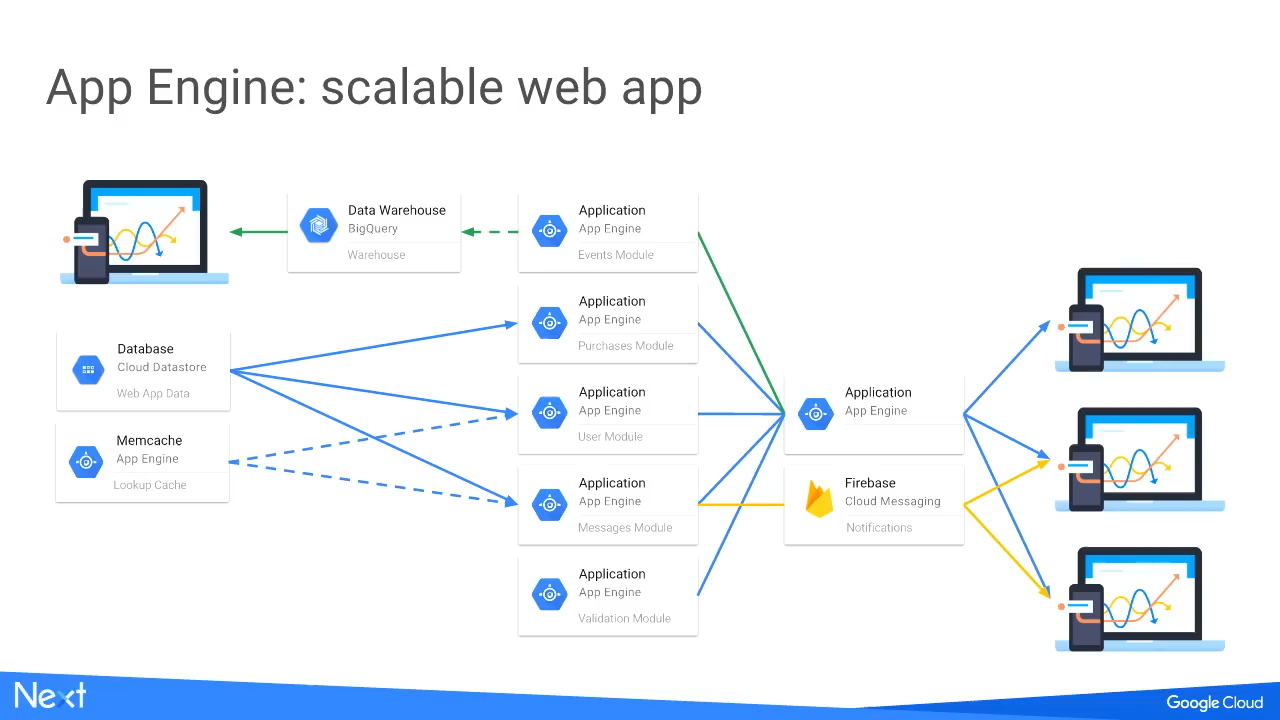 App Engine: scalable web app
Data Warehouse
BigQuery
Warehouse
Application
App Engine
Events Module
Application
App Engine
Purchases Module
Database
Cloud Datastore
Web App Data
Application
App Engine
User Module
Application
App Engine
Memcache
App Engine
Lookup Cache
Application
App Engine
Messages Module
Firebase
Cloud Messaging
Notifications
Application
App Engine
Validation Module
Next
Google Cloud